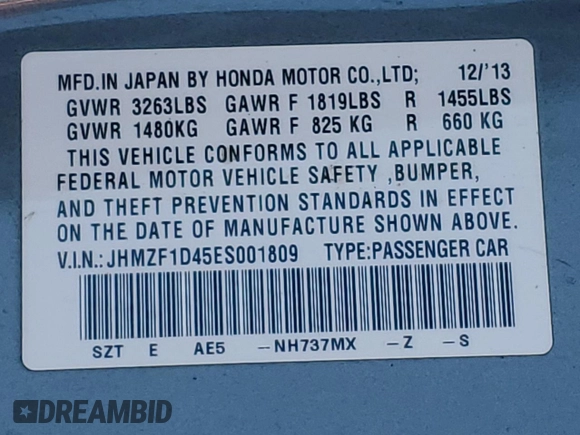 MFD.IN JAPAN BY HONDA MOTOR CO.,LTD; 12/'13
GVWR 3263LBS GAWR F 1819LBS R 1455LBS
GVWR 1480KG GAWR F 825 KG R 660 KG
THIS VEHICLE CONFORMS TO ALL APPLICABLE
FEDERAL MOTOR VEHICLE SAFETY ,BUMPER,
AND THEFT PREVENTION STANDARDS IN EFFECT
ON THE DATE OF MANUFACTURE SHOWN ABOVE.
V.I.N.: JHMZF1D45ES001809 TYPE:PASSENGER CAR
SZT E AE5 -NH737MX -Z -S
DREAMBID